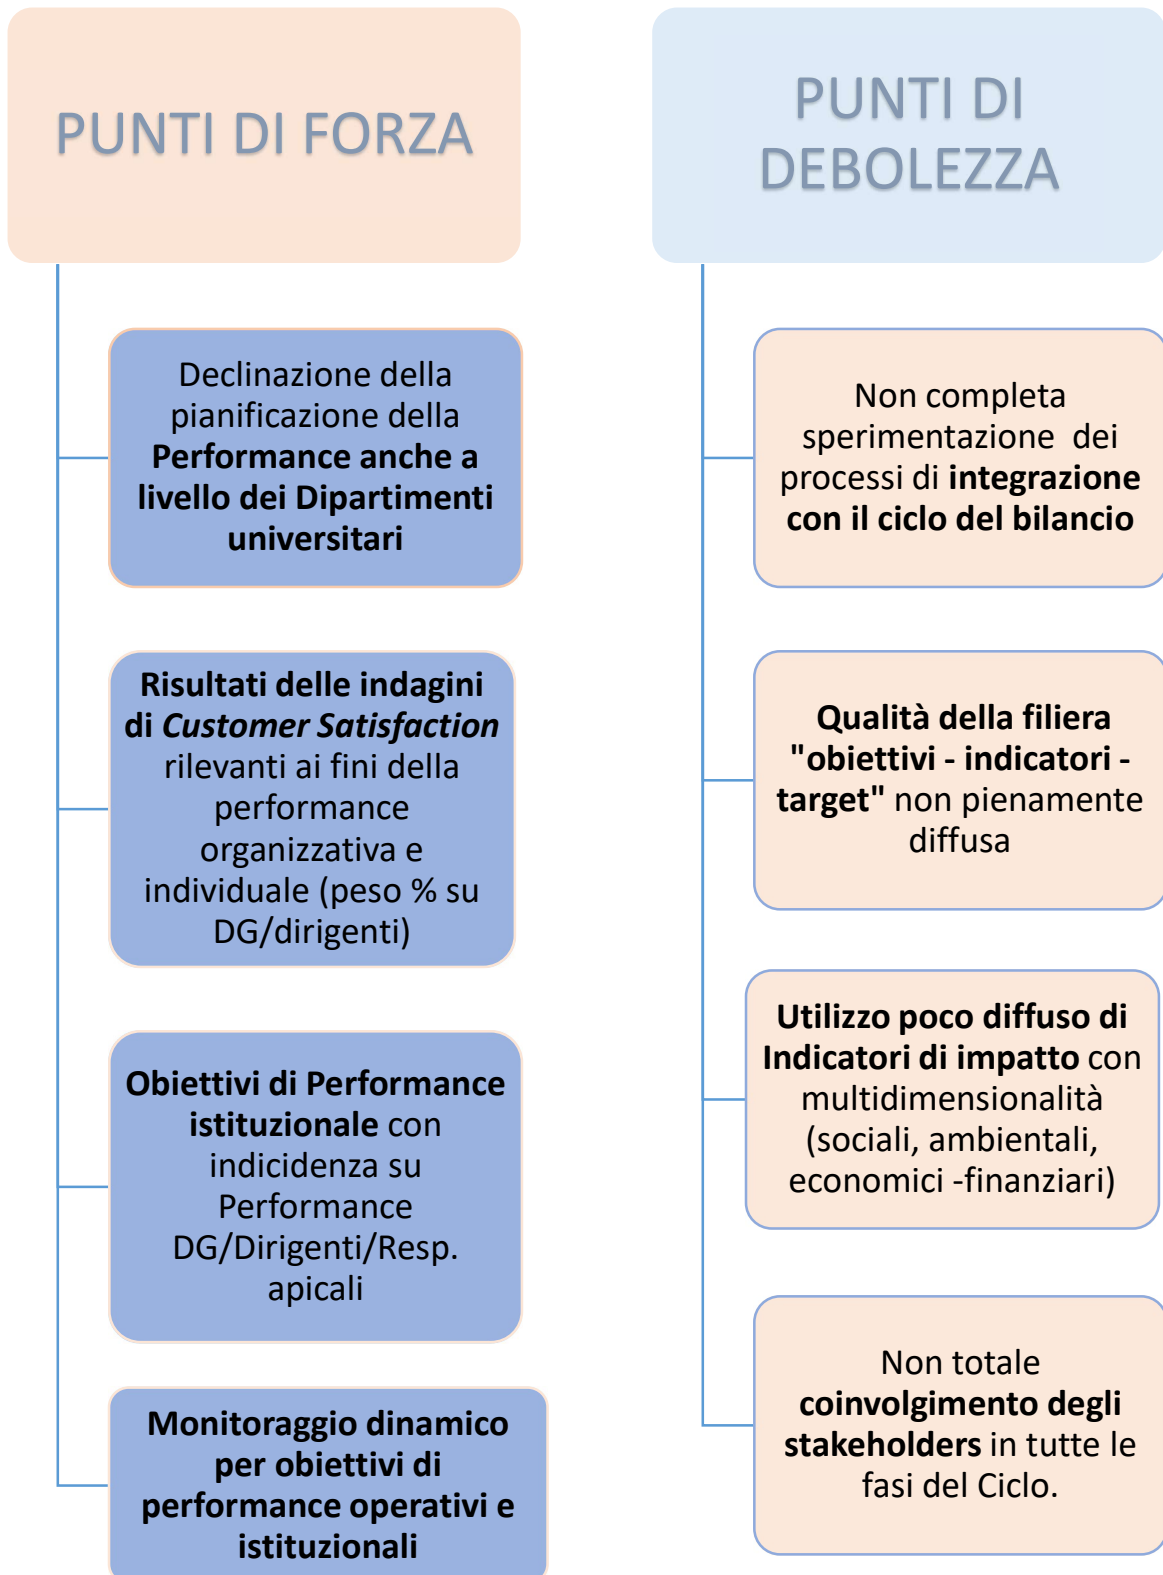 PUNTI DI FORZA
Declinazione della
pianificazione della
Performance anche a
livello dei Dipartimenti
universitari
Risultati delle indagini
di Customer Satisfaction
rilevanti ai fini della
performance
organizzativa e
individuale (peso % su
DG/dirigenti)
Obiettivi di Performance
istituzionale con
indicidenza su
Performance
DG/Dirigenti/Resp.
apicali
Monitoraggio dinamico
per obiettivi di
performance operativi e
istituzionali
PUNTI DI
DEBOLEZZA
Non completa
sperimentazione dei
processi di integrazione
con il ciclo del bilancio
Qualità della filiera
"obiettivi - indicatori -
target" non pienamente
diffusa
Utilizzo poco diffuso di
Indicatori di impatto con
multidimensionalità
(sociali, ambientali,
economici -finanziari)
Non totale
coinvolgimento degli
stakeholders in tutte le
fasi del Ciclo.